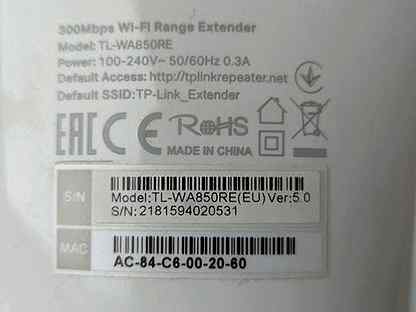 300Mbps Wi-Fi Range Extender
Model: TL-WA850RE
Power: 100-240V~ 50/60Hz 0.3A
Default Access: http://tplinkrepeater.net
Default SSID:TP-Link_Extender
EAC CE RoHS
MADE IN CHINA
S/N
Model:TL-WA850RE(EU) Ver:5.0
S/N: 2181594020531
MAC
AC-84-C6-00-20-60